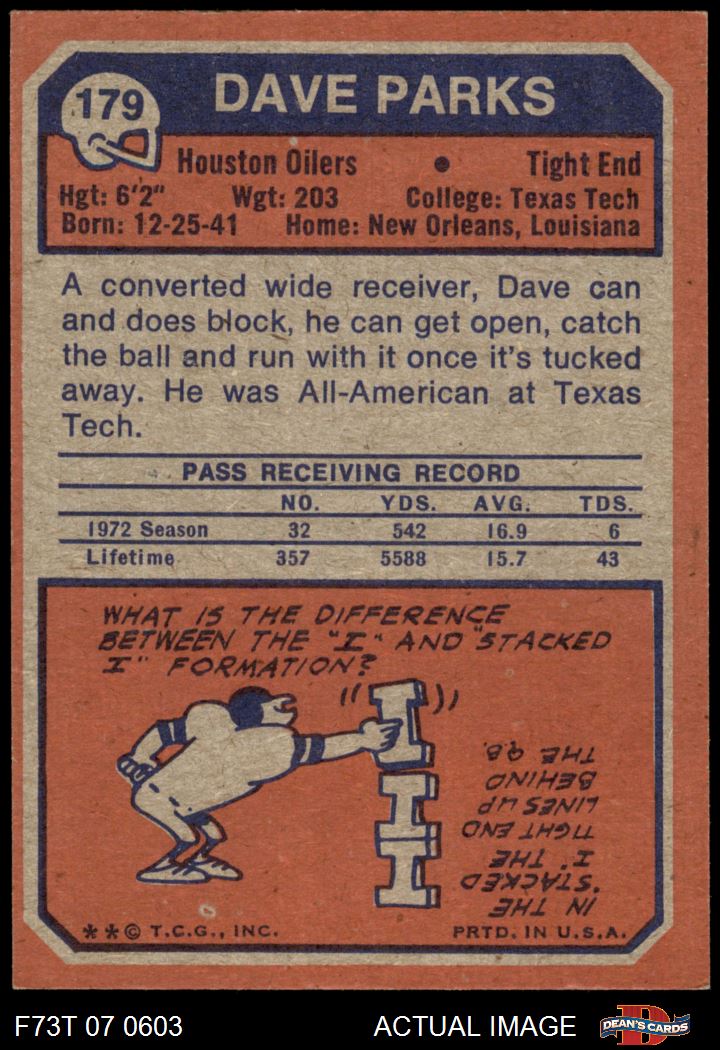 179
DAVE PARKS
Houston Oilers • Tight End
Hgt: 6'2" Wgt: 203 College: Texas Tech
Born: 12-25-41 Home: New Orleans, Louisiana
A converted wide receiver, Dave can
and does block, he can get open, catch
the ball and run with it once it's tucked
away. He was All-American at Texas
Tech.
PASS RECEIVING RECORD
NO. YDS. AVG. TDS.
1972 Season 32 542 16.9 6
Lifetime 357 5588 15.7 43
WHAT IS THE DIFFERENCE
BETWEEN THE "I" AND "STACKED
I" FORMATION?
I
I
I
IN THE
"STACKED
I", THE
TIGHT END
LINES UP
BEHIND
THE Q.B.
**© T.C.G., INC. PRTD. IN U.S.A.
F73T 07 0603 ACTUAL IMAGE D DEAN'S CARDS